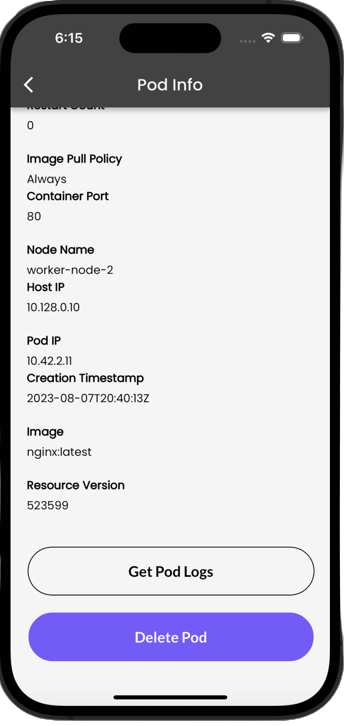 6:15
Pod Info
Restart Count
0
Image Pull Policy
Always
Container Port
80
Node Name
worker-node-2
Host IP
10.128.0.10
Pod IP
10.42.2.11
Creation Timestamp
2023-08-07T20:40:13Z
Image
nginx:latest
Resource Version
523599
Get Pod Logs
Delete Pod